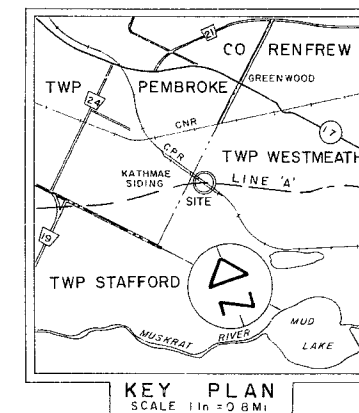 21
CO RENFREW
TWP
PEMBROKE
GREENWOOD
24
CNR
17
CPR
TWP WESTMEATH
KATHMAE
SIDING
LINE 'A'
SITE
19
TWP STAFFORD
N
MUSKRAT RIVER
MUD
LAKE
KEY PLAN
SCALE 1 In = 0.8 Mi